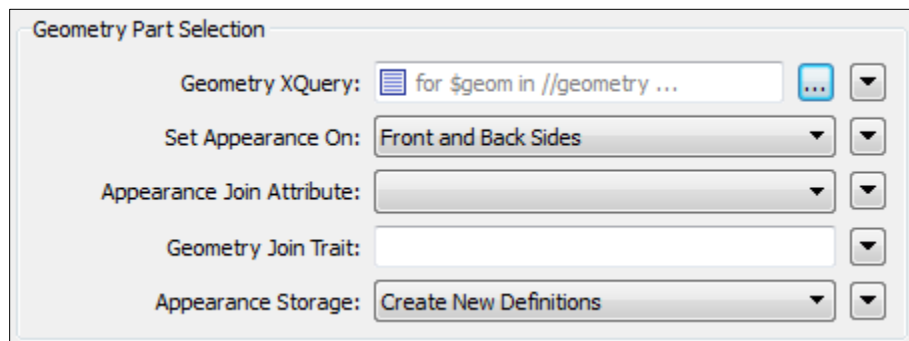 Geometry Part Selection
Geometry XQuery: for $geom in //geometry ... ...
Set Appearance On: Front and Back Sides
Appearance Join Attribute:
Geometry Join Trait:
Appearance Storage: Create New Definitions